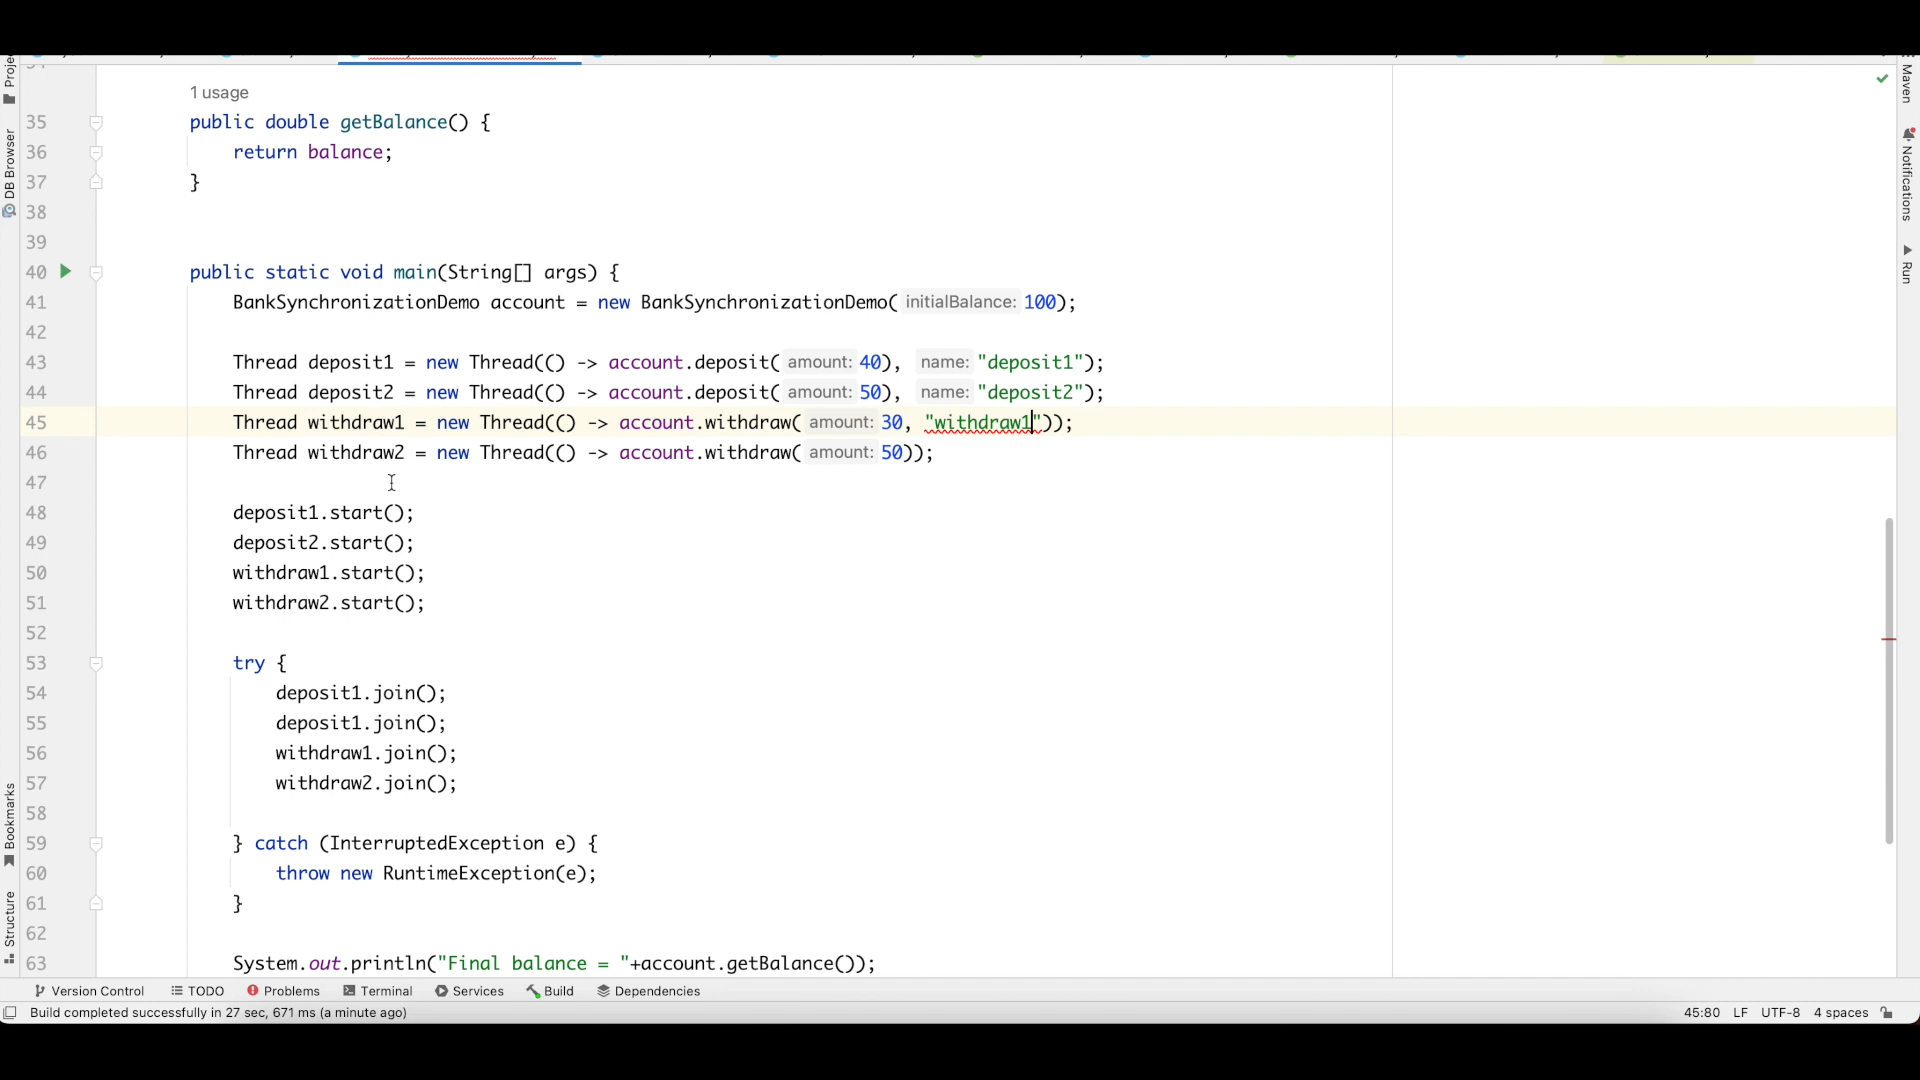 Project
DB Browser
Bookmarks
Structure
1 usage
35 public double getBalance() {
36 return balance;
37 }
38
39
40 public static void main(String[] args) {
41 BankSynchronizationDemo account = new BankSynchronizationDemo( initialBalance: 100);
42
43 Thread deposit1 = new Thread(() -> account.deposit( amount: 40), name: "deposit1");
44 Thread deposit2 = new Thread(() -> account.deposit( amount: 50), name: "deposit2");
45 Thread withdraw1 = new Thread(() -> account.withdraw( amount: 30, "withdraw1"));
46 Thread withdraw2 = new Thread(() -> account.withdraw( amount: 50));
47
48 deposit1.start();
49 deposit2.start();
50 withdraw1.start();
51 withdraw2.start();
52
53 try {
54 deposit1.join();
55 deposit1.join();
56 withdraw1.join();
57 withdraw2.join();
58
59 } catch (InterruptedException e) {
60 throw new RuntimeException(e);
61 }
62
63 System.out.println("Final balance = "+account.getBalance());
Maven
Notifications
Run
Version Control TODO Problems Terminal Services Build Dependencies
Build completed successfully in 27 sec, 671 ms (a minute ago) 45:80 LF UTF-8 4 spaces